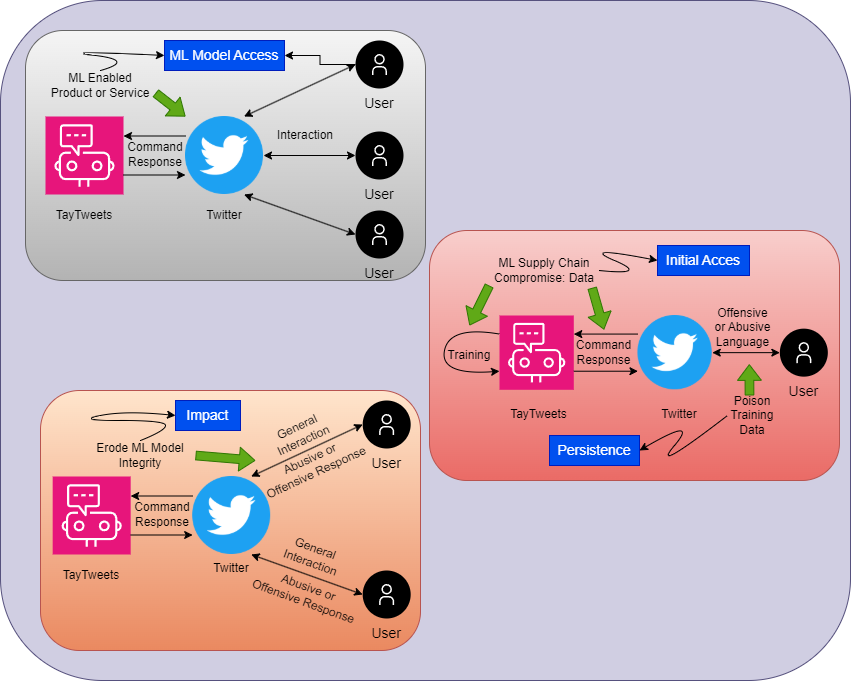 ML Model Access
ML Enabled
Product or Service
User
Interaction
Command
Response
User
TayTweets
Twitter
User
ML Supply Chain
Compromise: Data
Initial Acces
Offensive
or Abusive
Language
Training
Command
Response
User
TayTweets
Twitter
Poison
Training
Data
Persistence
Impact
Erode ML Model
Integrity
General
Interaction
Abusive or
Offensive Response
User
Command
Response
TayTweets
Twitter
General
Interaction
Abusive or
Offensive Response
User